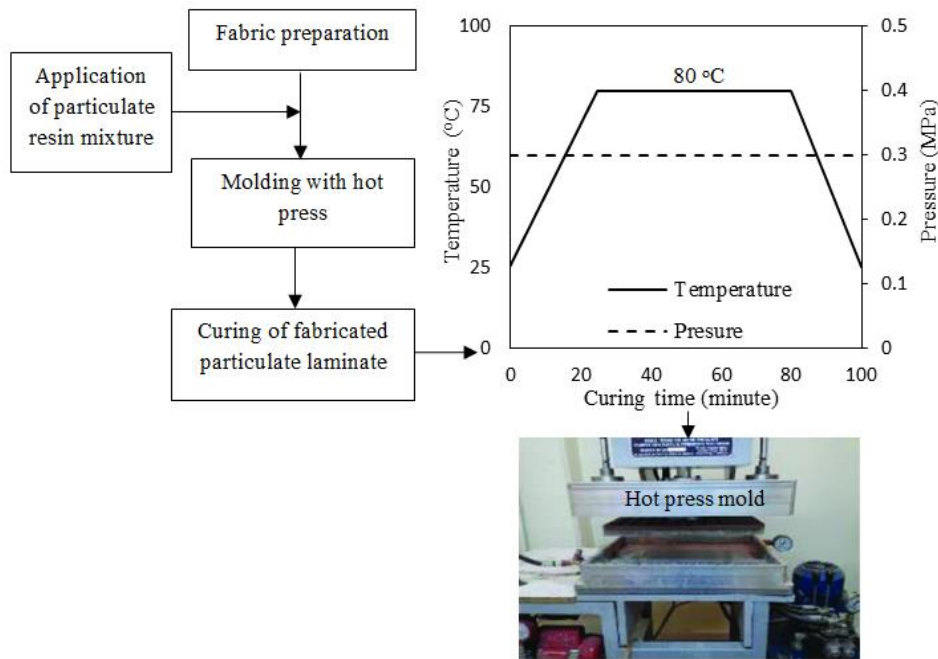 Fabric preparation
Application
of particulate
resin mixture
Molding with hot
press
Curing of fabricated
particulate laminate
Temperature (°C)
100
75
50
25
0
80 °C
Temperature
Presure
0.5
0.4
0.3
0.2
0.1
0
Pressure (MPa)
0
20
40
60
80
100
Curing time (minute)
Hot press mold